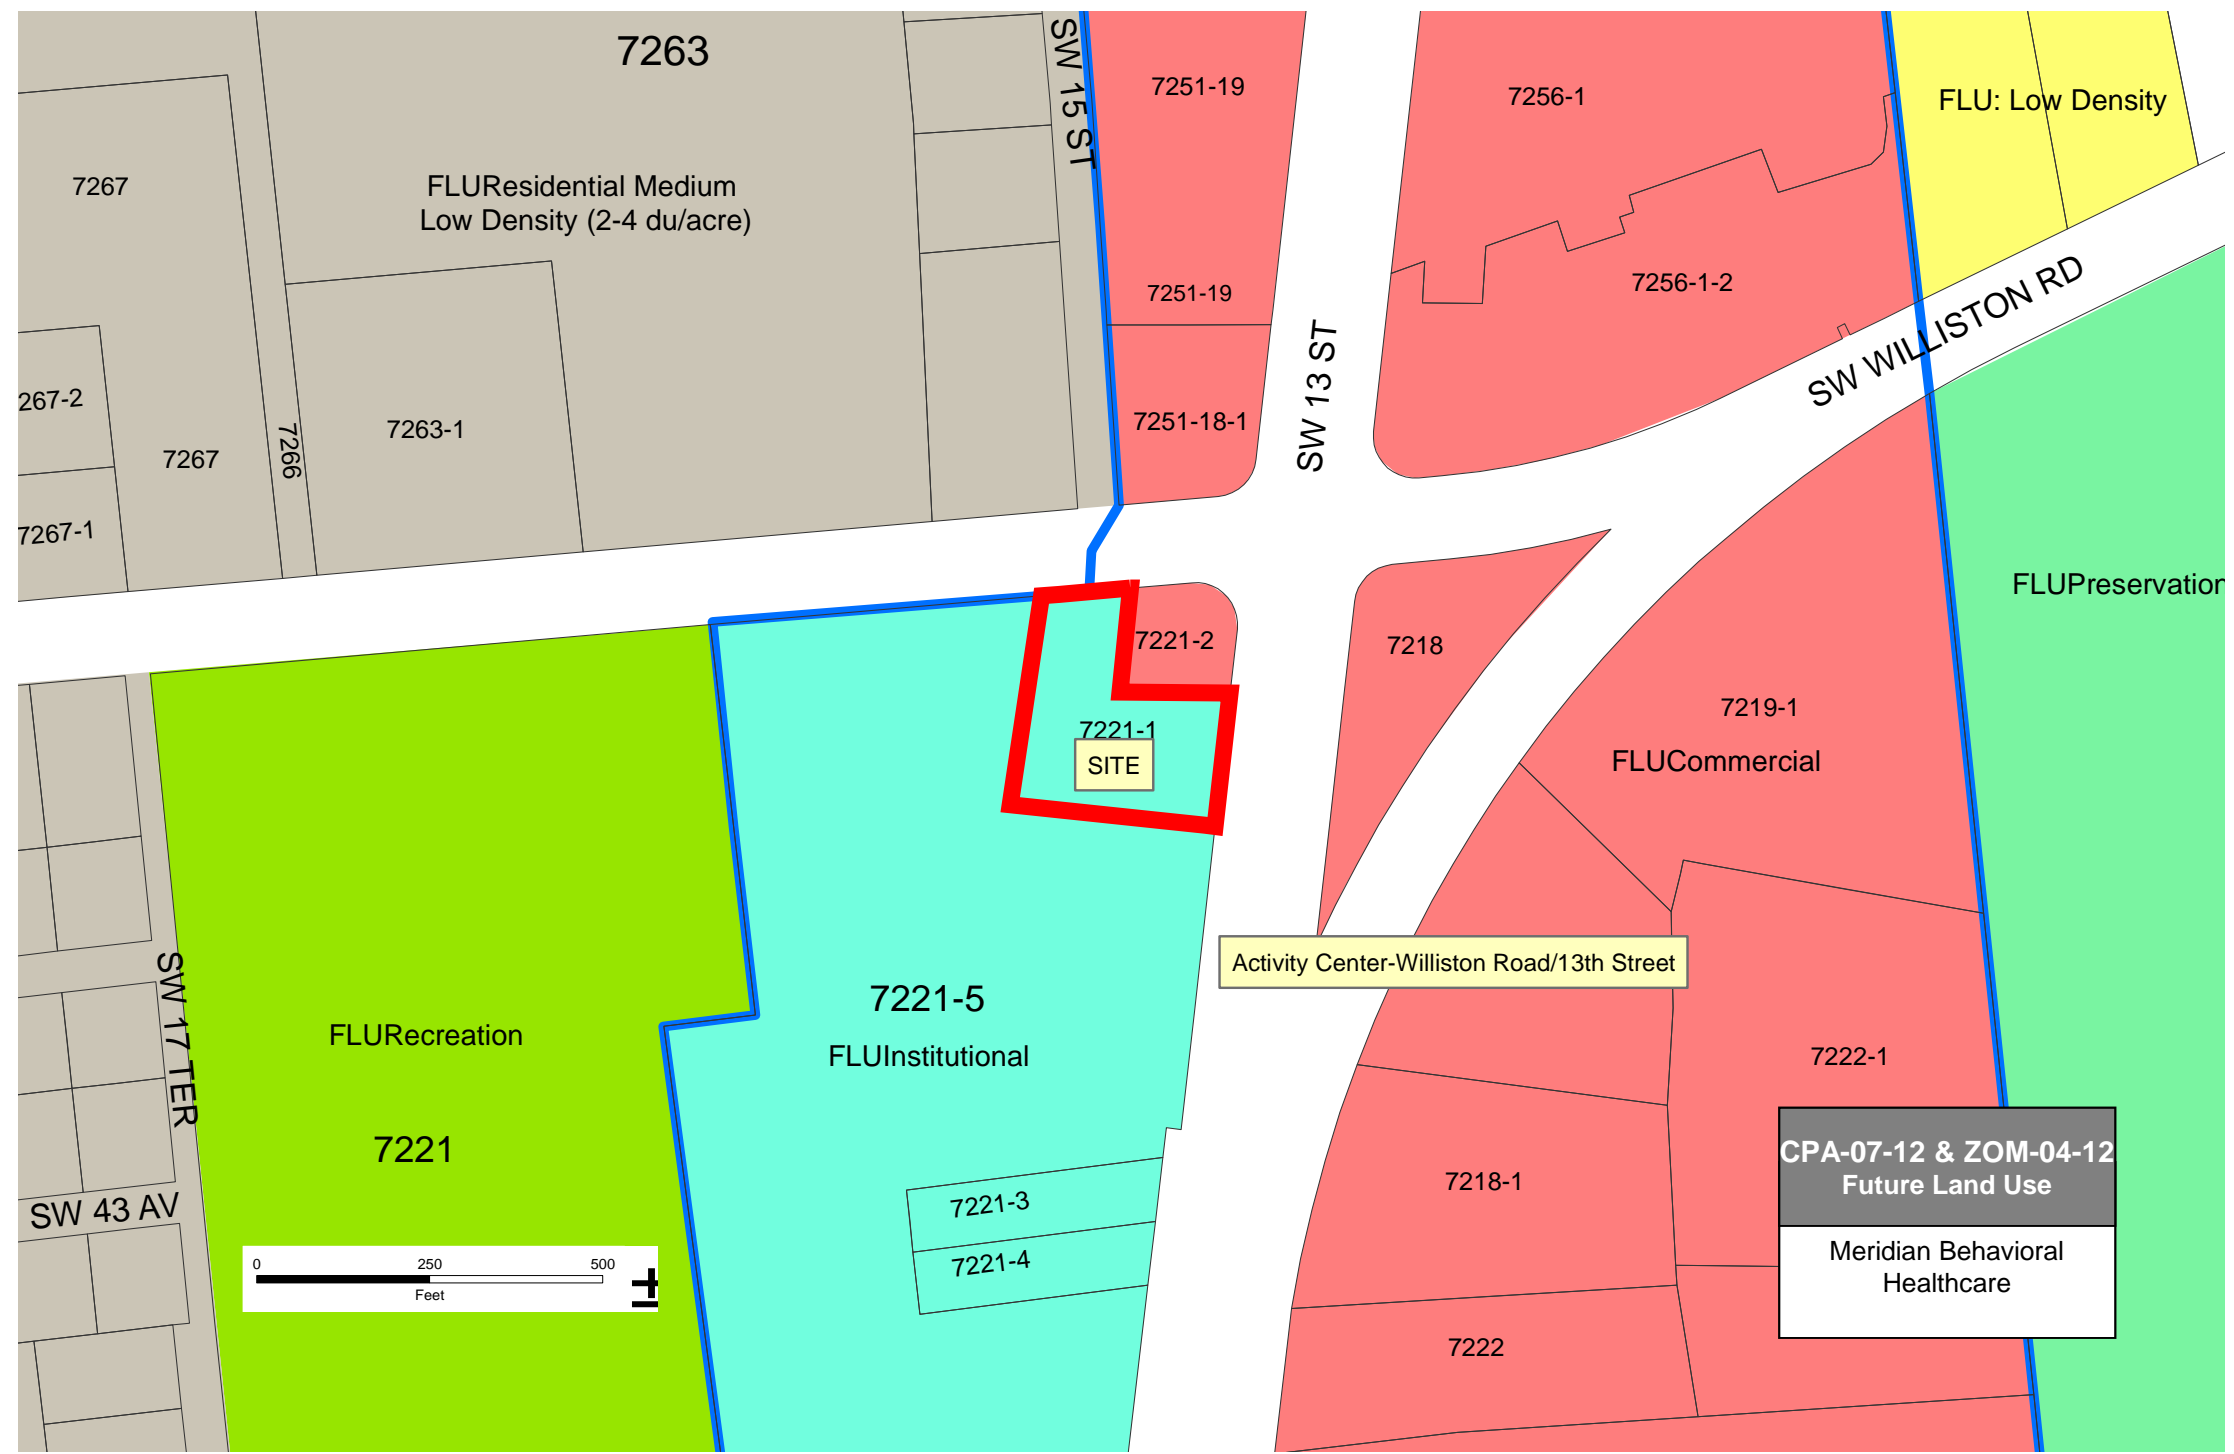 7263
SW 15 ST
7251-19
7256-1
FLU: Low Density
7267
FLUResidential Medium
Low Density (2-4 du/acre)
7251-19
7256-1-2
SW WILLISTON RD
SW 13 ST
267-2
7263-1
7251-18-1
7267
7266
7267-1
FLUPreservation
7221-2
7218
7219-1
7221-1
SITE
FLUCommercial
Activity Center-Williston Road/13th Street
7221-5
FLUInstitutional
SW 17 TER
FLURecreation
7222-1
7221
CPA-07-12 & ZOM-04-12
Future Land Use
Meridian Behavioral
Healthcare
7218-1
SW 43 AV
7221-3
7221-4
0 250 500
Feet
7222